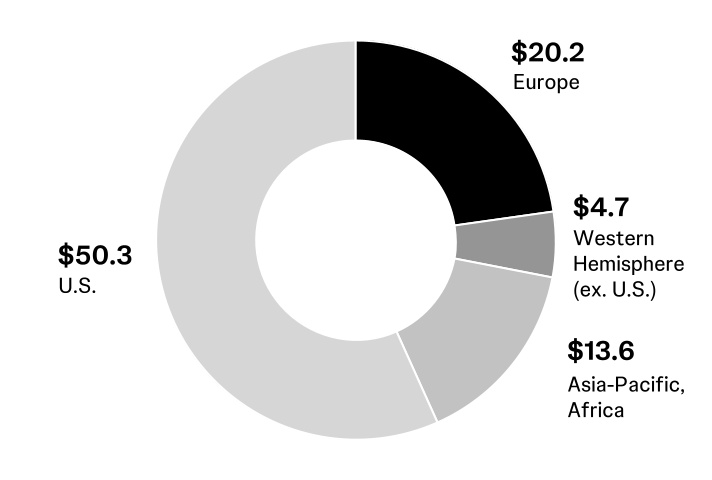 $20.2
Europe
$4.7
Western
Hemisphere
(ex. U.S.)
$50.3
U.S.
$13.6
Asia-Pacific,
Africa